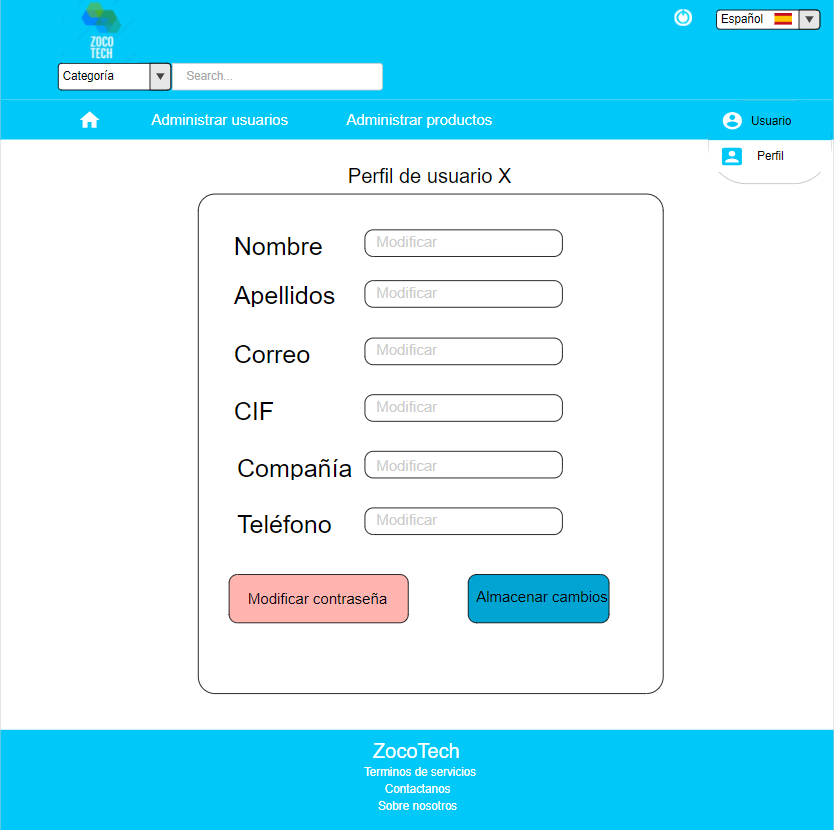 ZOCO
TECH
Español
Categoría
Search...
Administrar usuarios
Administrar productos
Usuario
Perfil
Perfil de usuario X
Nombre
Modificar
Apellidos
Modificar
Correo
Modificar
CIF
Modificar
Compañía
Modificar
Teléfono
Modificar
Modificar contraseña
Almacenar cambios
ZocoTech
Terminos de servicios
Contactanos
Sobre nosotros